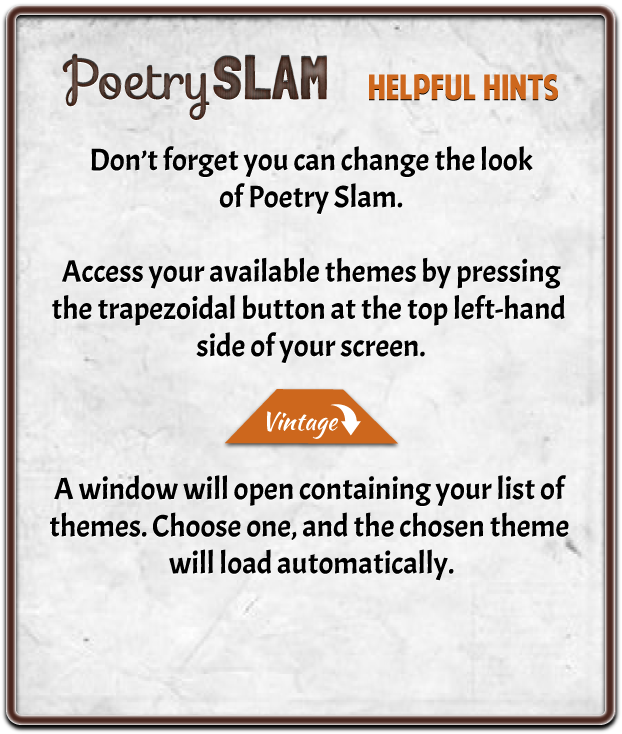 Poetry SLAM HELPFUL HINTS
Don't forget you can change the look
of Poetry Slam.
Access your available themes by pressing
the trapezoidal button at the top left-hand
side of your screen.
Vintage
A window will open containing your list of
themes. Choose one, and the chosen theme
will load automatically.